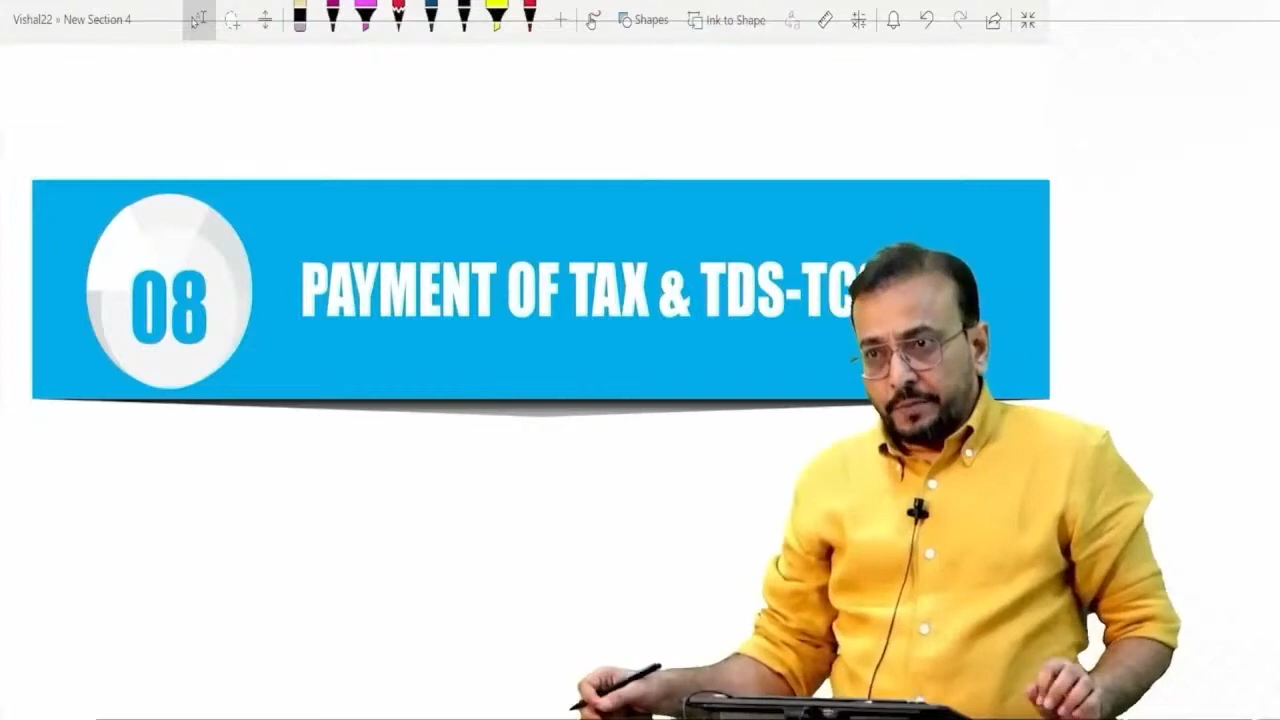 Vishal22 » New Section 4
Shapes
Ink to Shape
08
PAYMENT OF TAX & TDS-TC